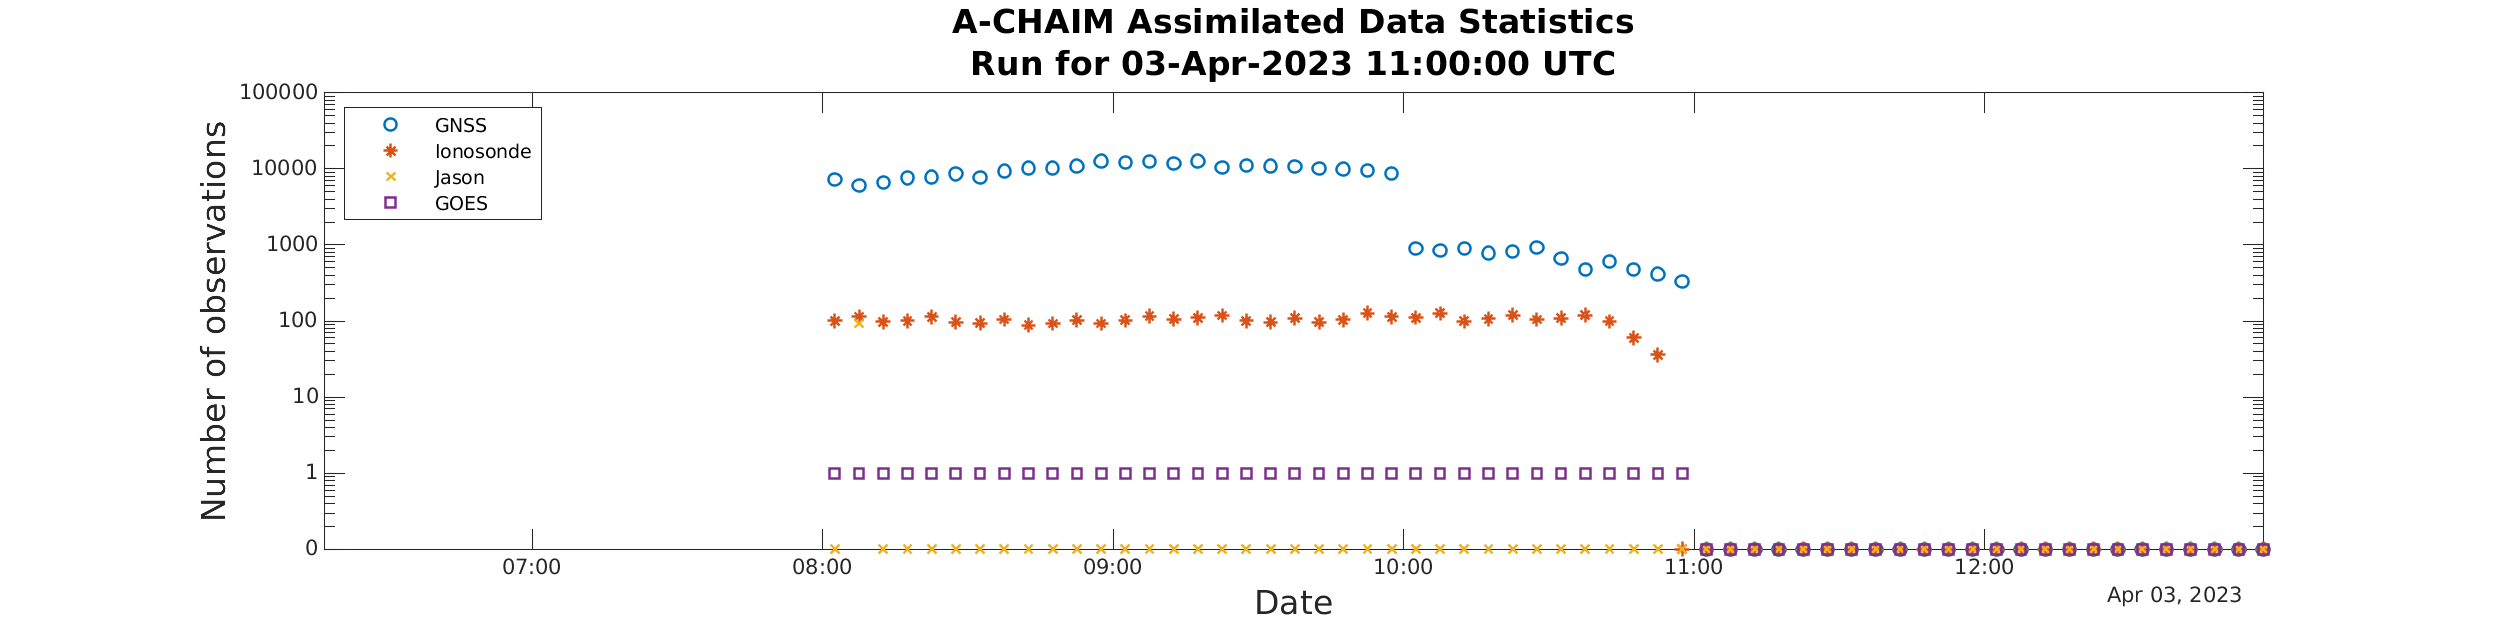 A-CHAIM Assimilated Data Statistics
Run for 03-Apr-2023 11:00:00 UTC
Number of observations
100000
10000
1000
100
10
1
0
GNSS
Ionosonde
Jason
GOES
07:00 08:00 09:00 10:00 11:00 12:00
Date
Apr 03, 2023